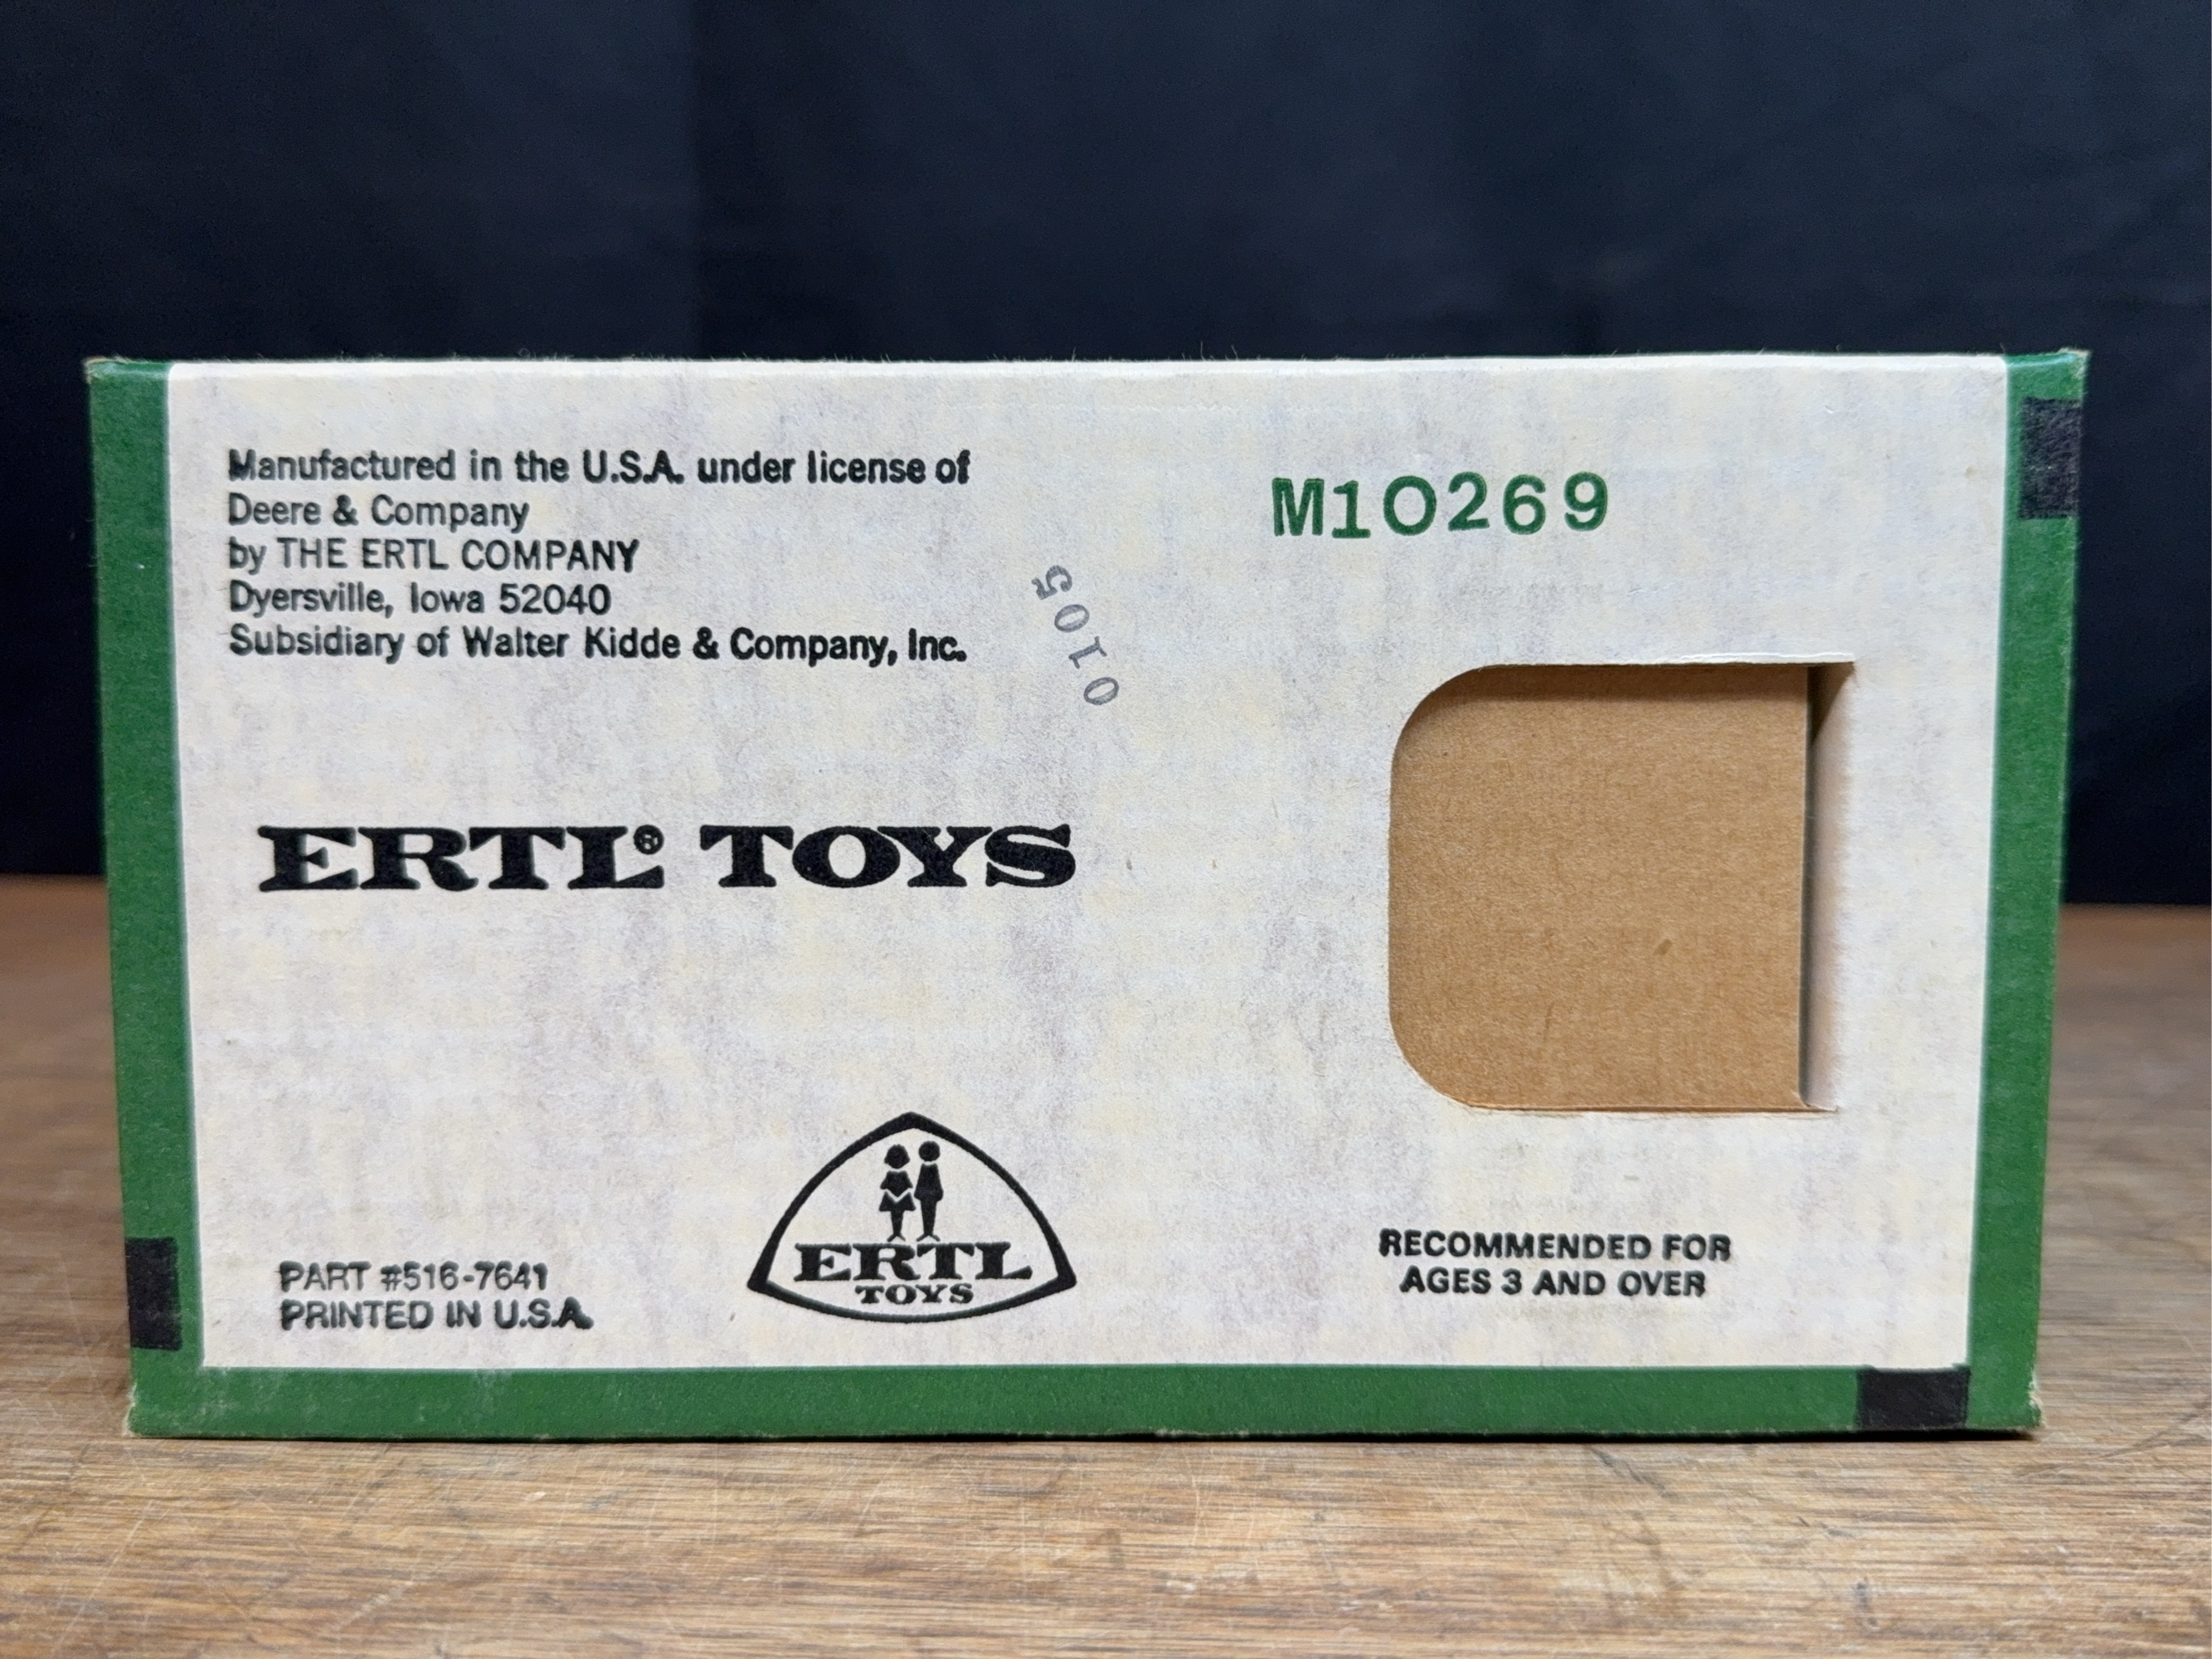 Manufactured in the U.S.A. under license of
Deere & Company
by THE ERTL COMPANY
Dyersville, Iowa 52040
Subsidiary of Walter Kidde & Company, Inc.
M10269
5010
ERTL® TOYS
ERTL
TOYS
PART #516-7641
PRINTED IN U.S.A.
RECOMMENDED FOR
AGES 3 AND OVER